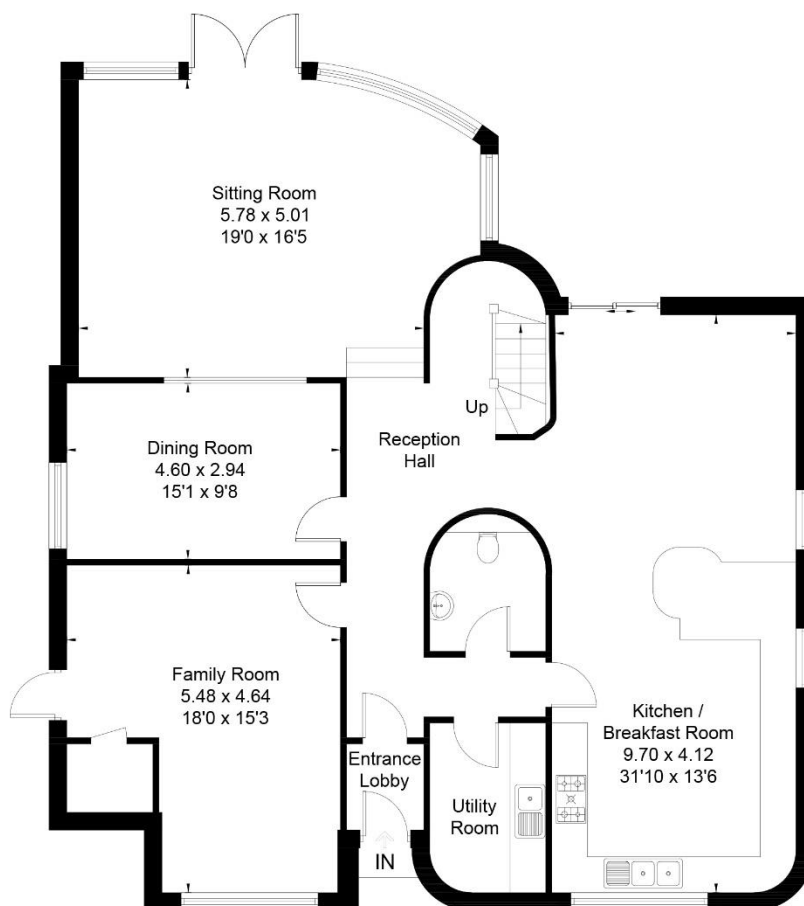 Sitting Room
5.78 x 5.01
19'0 x 16'5
Up
Reception
Hall
Dining Room
4.60 x 2.94
15'1 x 9'8
Family Room
5.48 x 4.64
18'0 x 15'3
Kitchen /
Breakfast Room
9.70 x 4.12
31'10 x 13'6
Entrance
Lobby
Utility
Room
IN